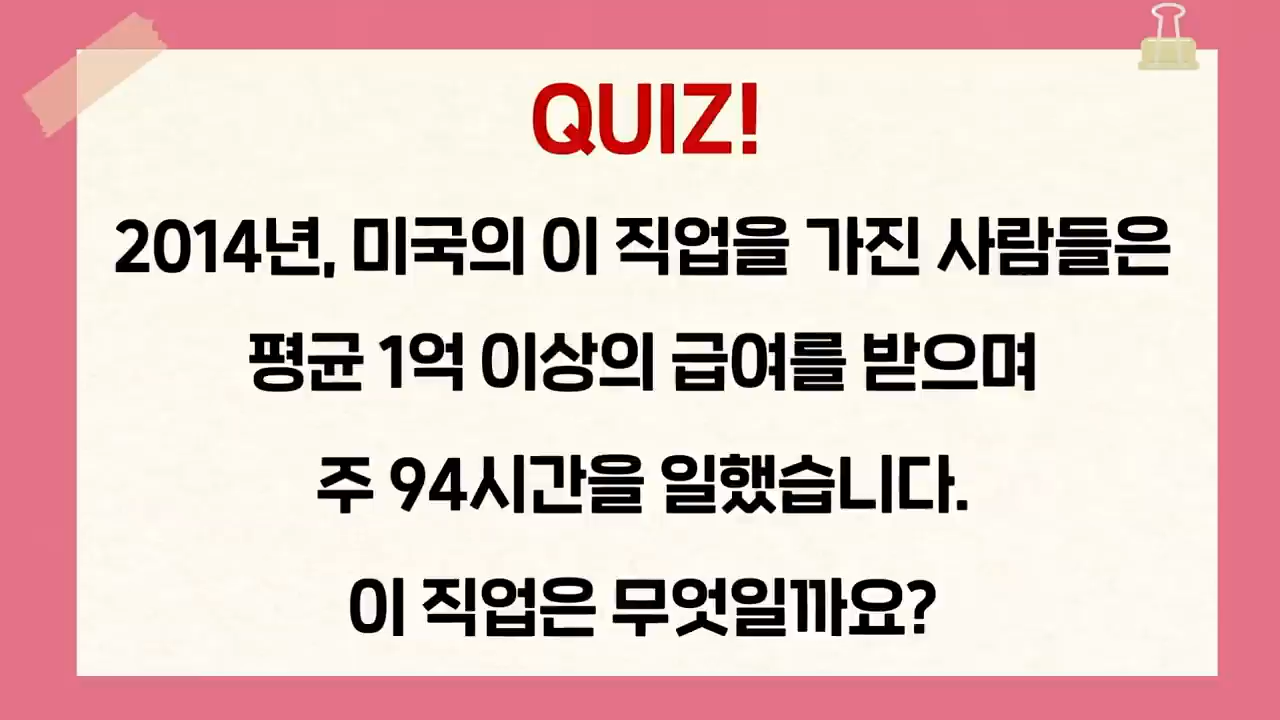 QUIZ!
2014년, 미국의 이 직업을 가진 사람들은
평균 1억 이상의 급여를 받으며
주 94시간을 일했습니다.
이 직업은 무엇일까요?